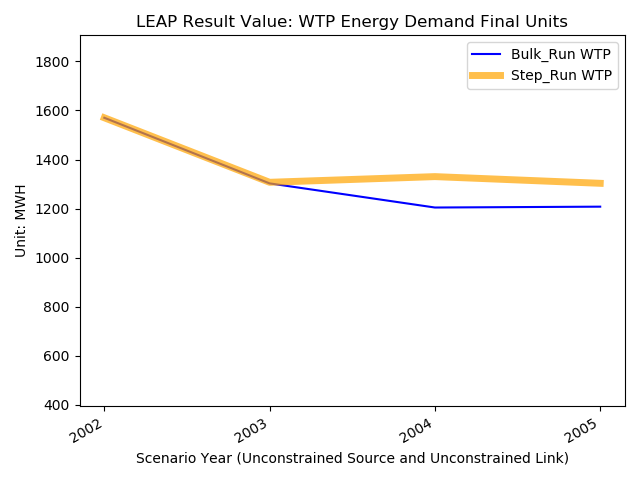 LEAP Result Value: WTP Energy Demand Final Units
Bulk_Run WTP
Step_Run WTP
Unit: MWH
1800
1600
1400
1200
1000
800
600
400
2002
2003
2004
2005
Scenario Year (Unconstrained Source and Unconstrained Link)